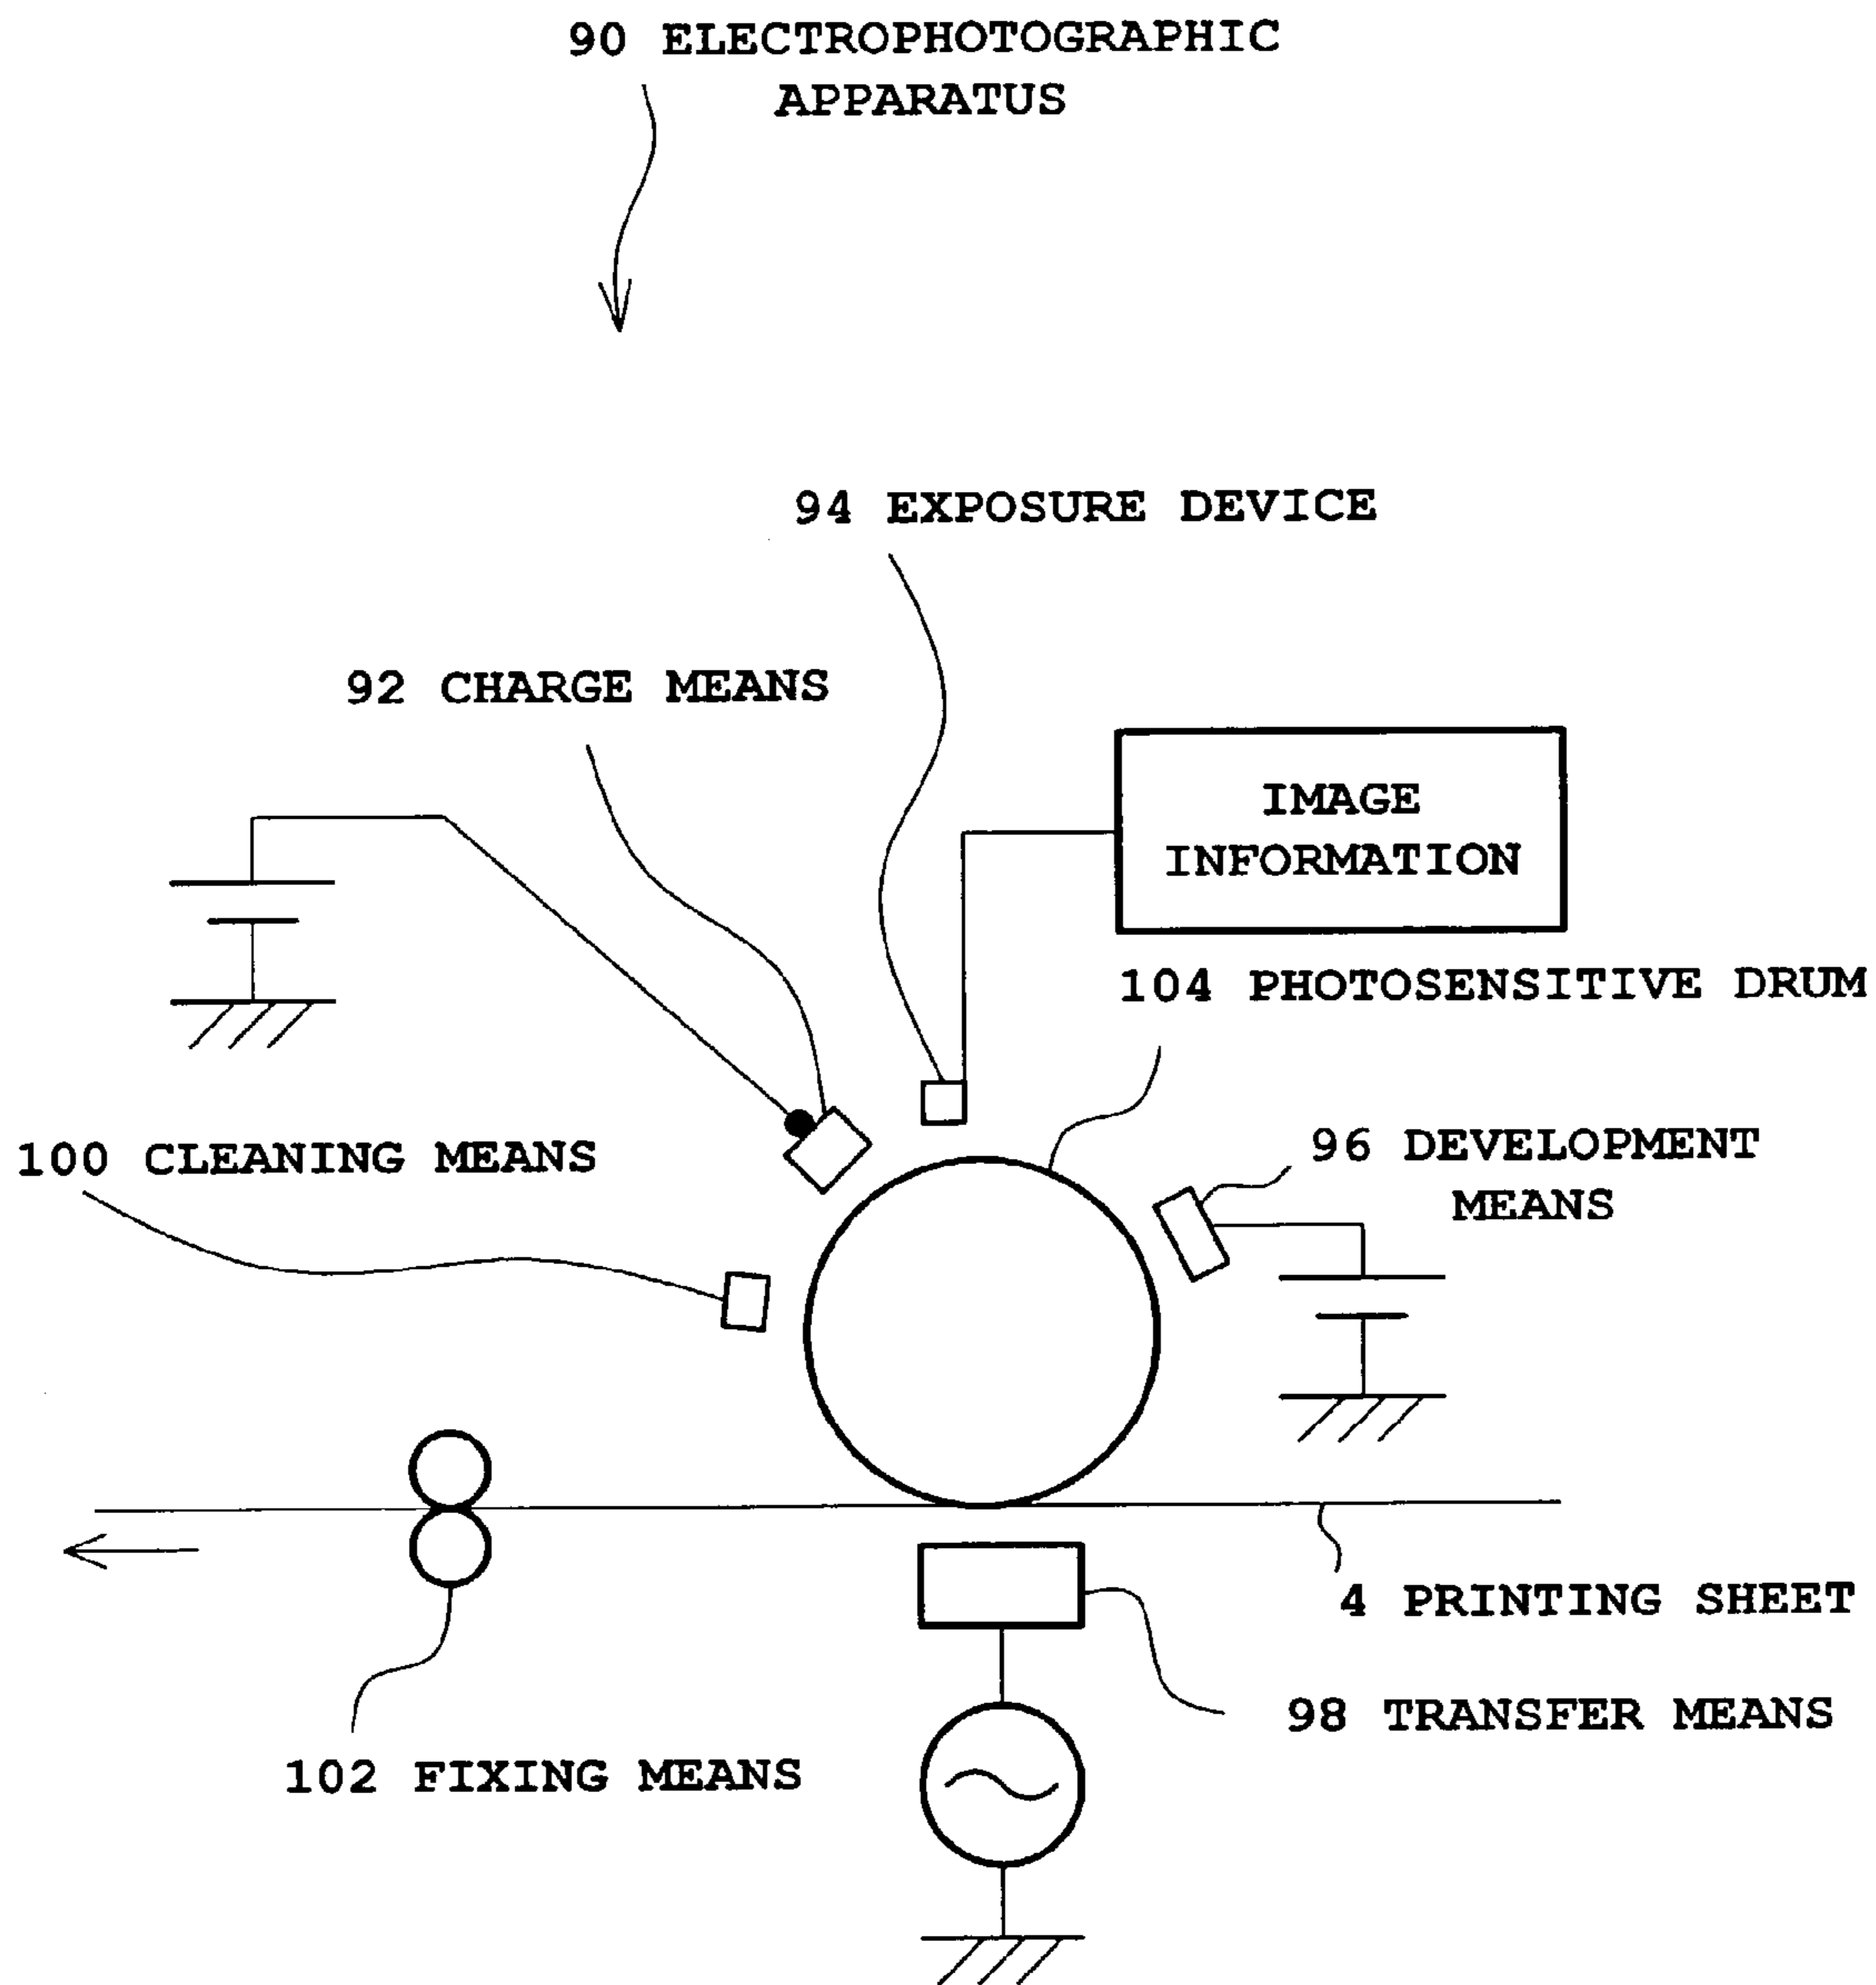 90 ELECTROPHOTOGRAPHIC
APPARATUS
94 EXPOSURE DEVICE
92 CHARGE MEANS
IMAGE
INFORMATION
104 PHOTOSENSITIVE DRUM
100 CLEANING MEANS
96 DEVELOPMENT
MEANS
4 PRINTING SHEET
98 TRANSFER MEANS
102 FIXING MEANS